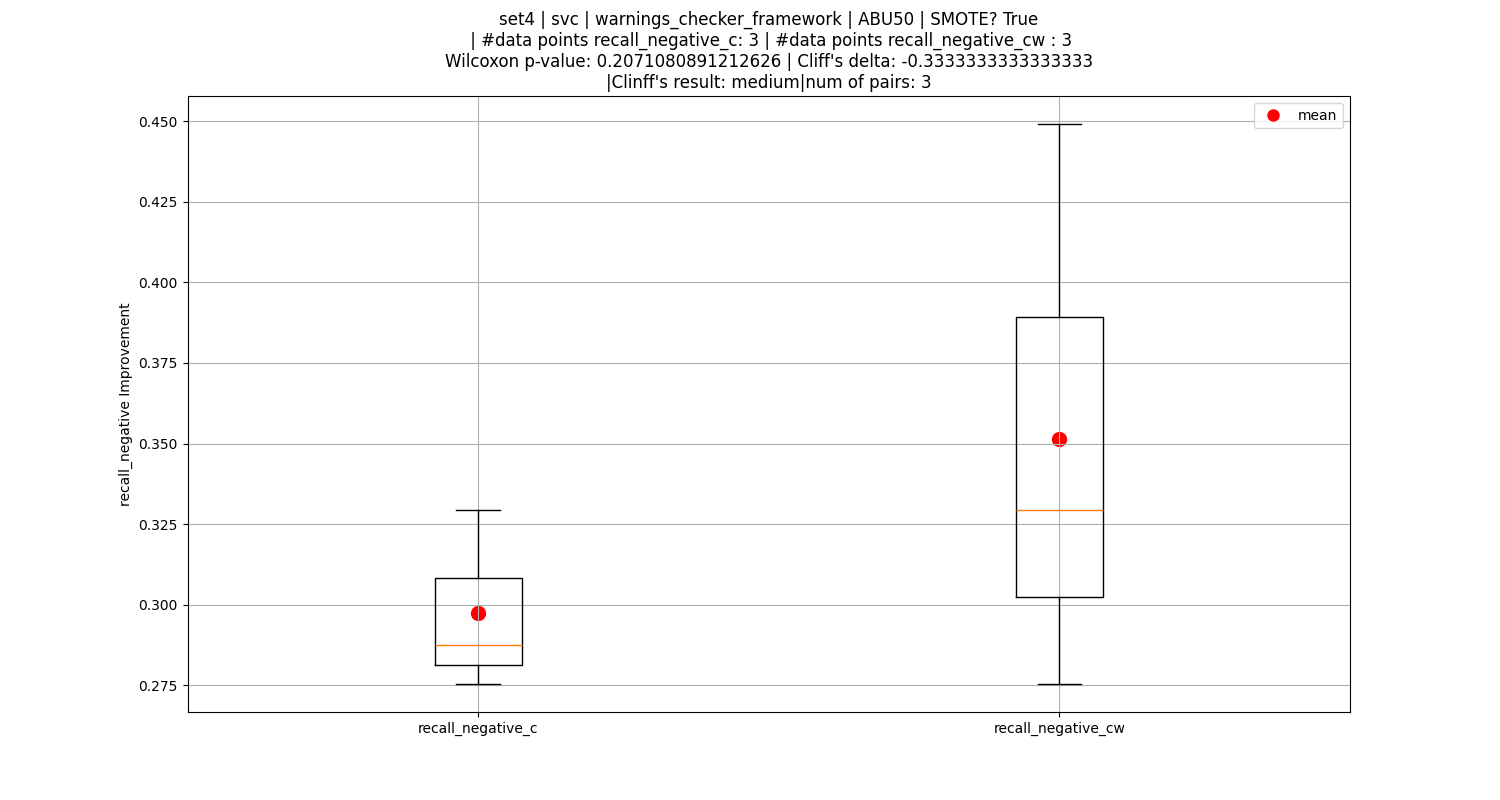 set4 | svc | warnings_checker_framework | ABU50 | SMOTE? True
| #data points recall_negative_c: 3 | #data points recall_negative_cw : 3
Wilcoxon p-value: 0.2071080891212626 | Cliff's delta: -0.3333333333333333
|Clinff's result: medium|num of pairs: 3
mean
0.450
0.425
0.400
0.375
0.350
0.325
0.300
0.275
recall_negative Improvement
recall_negative_c
recall_negative_cw